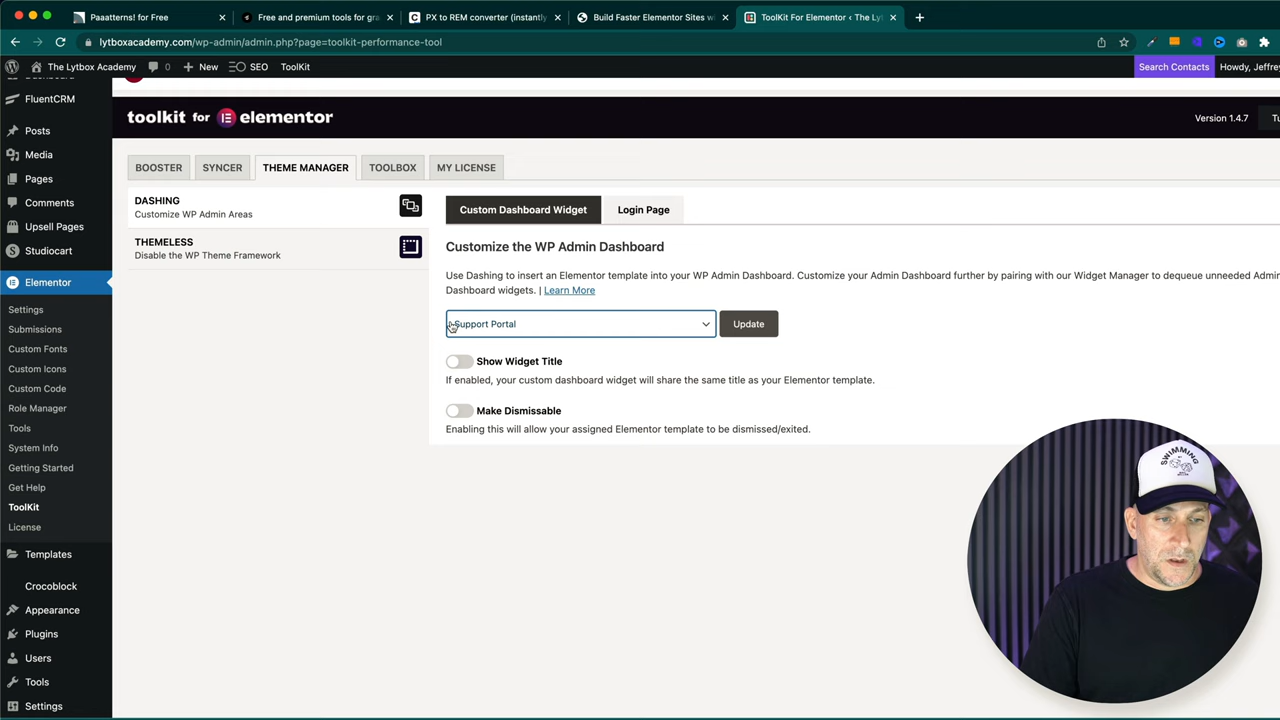 Paaatterns! for Free
Free and premium tools for gra
PX to REM converter (instantly
Build Faster Elementor Sites w
ToolKit For Elementor ‹ The Ly
lytboxacademy.com/wp-admin/admin.php?page=toolkit-performance-tool
The Lytbox Academy
0
New
SEO
ToolKit
Search Contacts
Howdy, Jeffrey
FluentCRM
Posts
Media
Pages
Comments
Upsell Pages
Studiocart
Elementor
Settings
Submissions
Custom Fonts
Custom Icons
Custom Code
Role Manager
Tools
System Info
Getting Started
Get Help
ToolKit
License
Templates
Crocoblock
Appearance
Plugins
Users
Tools
Settings
toolkit for elementor
Version 1.4.7
Tu
BOOSTER
SYNCER
THEME MANAGER
TOOLBOX
MY LICENSE
DASHING
Customize WP Admin Areas
THEMELESS
Disable the WP Theme Framework
Custom Dashboard Widget
Login Page
Customize the WP Admin Dashboard
Use Dashing to insert an Elementor template into your WP Admin Dashboard. Customize your Admin Dashboard further by pairing with our Widget Manager to dequeue unneeded Admin
Dashboard widgets. | Learn More
Support Portal
Update
Show Widget Title
If enabled, your custom dashboard widget will share the same title as your Elementor template.
Make Dismissable
Enabling this will allow your assigned Elementor template to be dismissed/exited.
SWIMMING